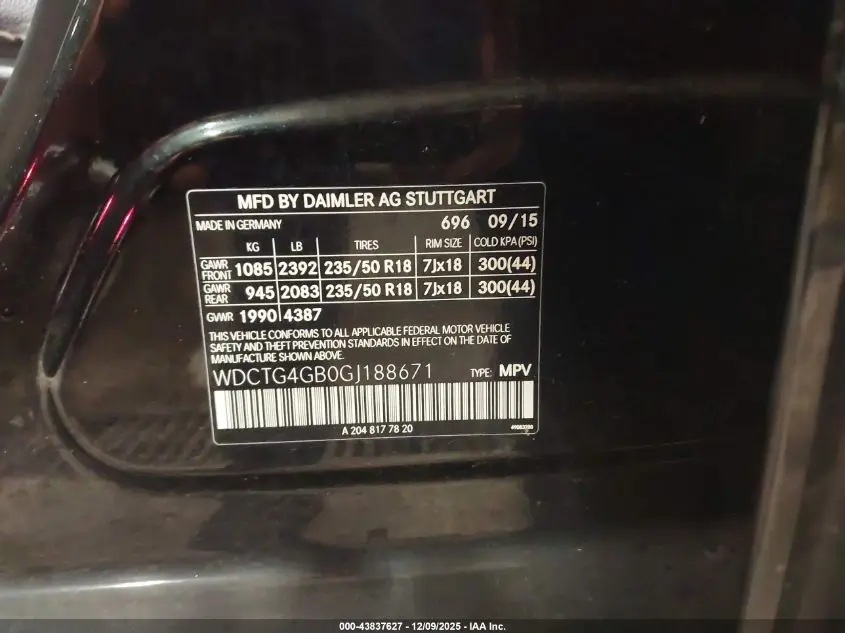 MFD BY DAIMLER AG STUTTGART
MADE IN GERMANY 696 09/15
KG LB TIRES RIM SIZE COLD KPA (PSI)
GAWR FRONT 1085 2392 235/50 R18 7Jx18 300(44)
GAWR REAR 945 2083 235/50 R18 7Jx18 300(44)
GVWR 1990 4387
THIS VEHICLE CONFORMS TO ALL APPLICABLE FEDERAL MOTOR VEHICLE
SAFETY AND THEFT PREVENTION STANDARDS IN EFFECT ON THE DATE OF
MANUFACTURE SHOWN ABOVE.
WDCTG4GB0GJ188671 TYPE: MPV
A 204 817 78 20
000-43837627 - 12/09/2025 - IAA Inc.